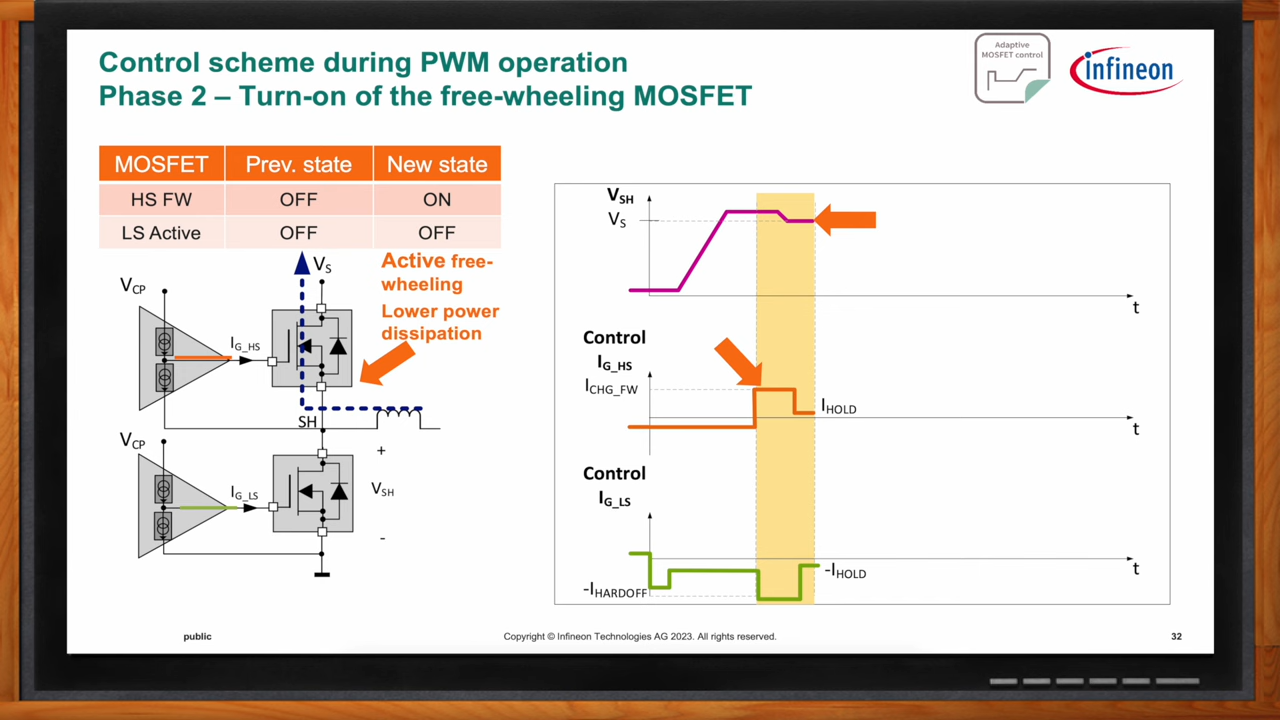 Control scheme during PWM operation
Phase 2 – Turn-on of the free-wheeling MOSFET
Adaptive
MOSFET control
infineon
MOSFET Prev. state New state
HS FW OFF ON
LS Active OFF OFF
Active free-
wheeling
Lower power
dissipation
VS
VCP
IG_HS
SH
VCP
IG_LS
+
VSH
-
VSH
VS
t
Control
IG_HS
ICHG_FW
IHOLD
t
Control
IG_LS
t
-IHOLD
-IHARDOFF
public
Copyright © Infineon Technologies AG 2023. All rights reserved.
32